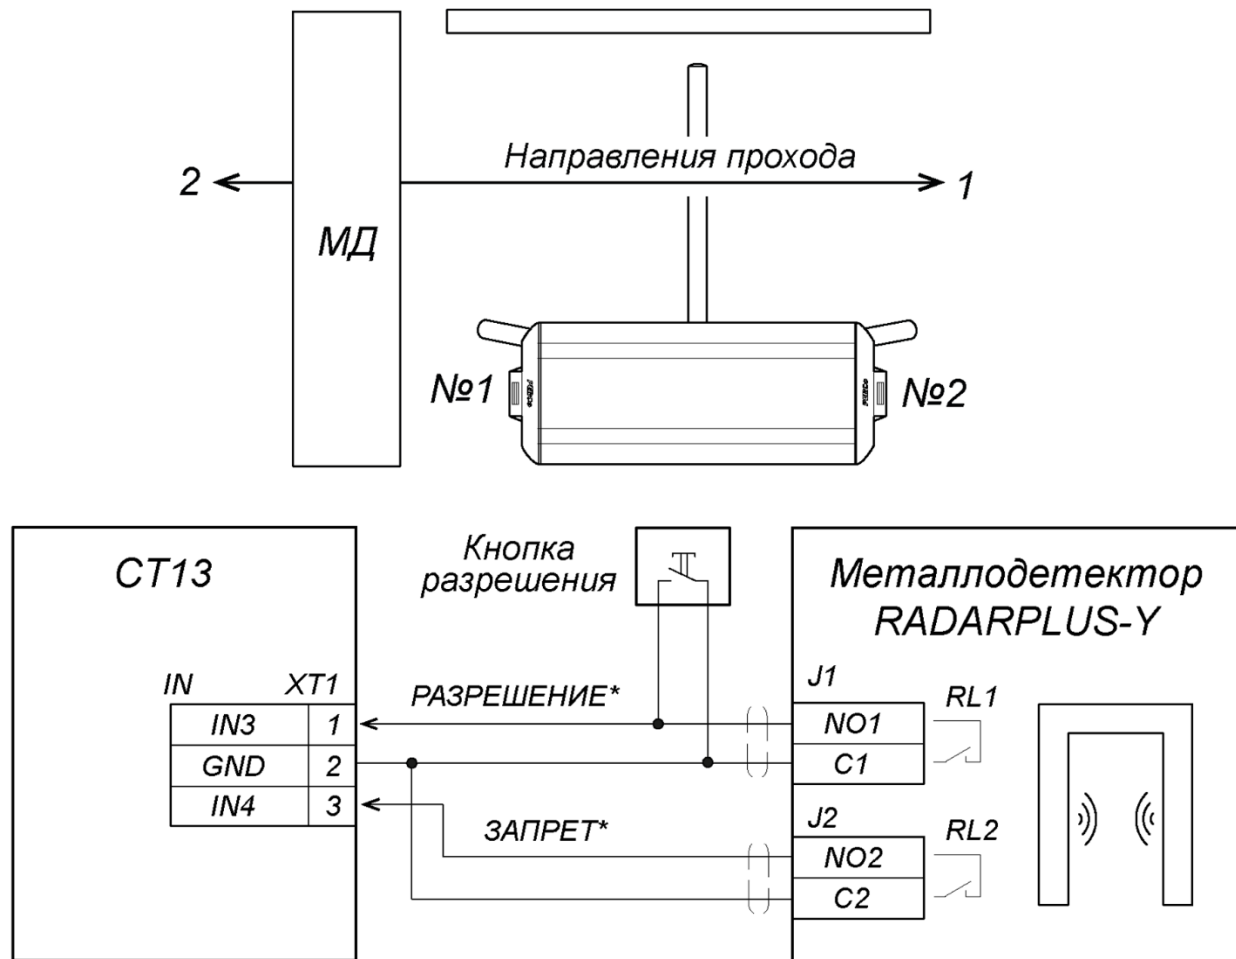 Направления прохода
2
1
МД
№1
№2
СТ13
Кнопка
разрешения
Металлодетектор
RADARPLUS-Y
IN
XT1
РАЗРЕШЕНИЕ*
J1
RL1
IN3
1
NO1
GND
2
C1
IN4
3
ЗАПРЕТ*
J2
RL2
NO2
C2